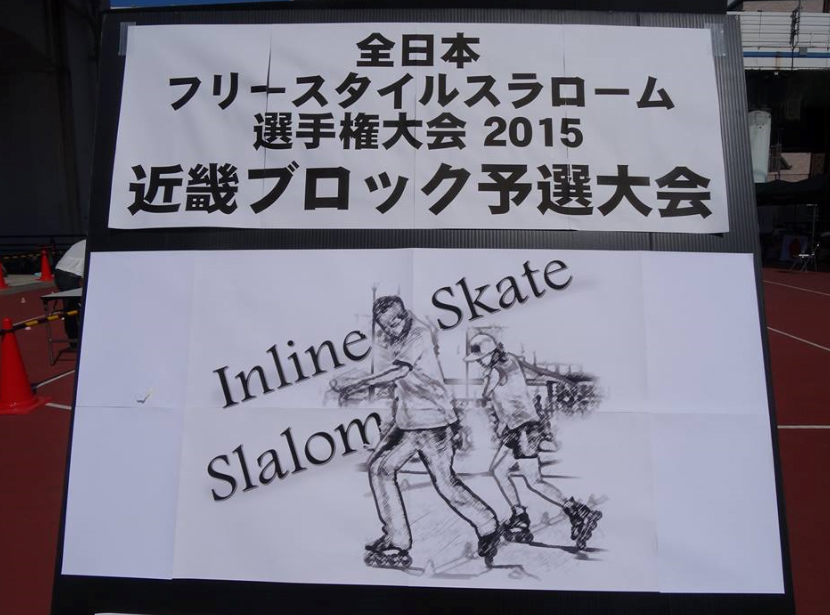 全日本
フリースタイルスラローム
選手権大会 2015
近畿ブロック予選大会
Inline Skate
Slalom